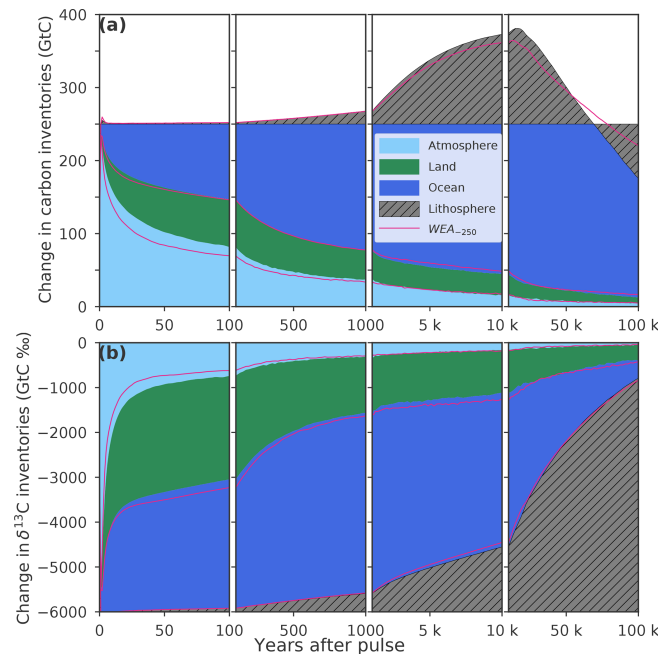 (a)
Change in carbon inventories (GtC)
400
300
200
100
0
Atmosphere
Land
Ocean
Lithosphere
WEA−250
0 50 100 500 1000 5 k 10 k 50 k 100 k
(b)
Change in δ13C inventories (GtC ‰)
0
−1000
−2000
−3000
−4000
−5000
−6000
0 50 100 500 1000 5 k 10 k 50 k 100 k
Years after pulse